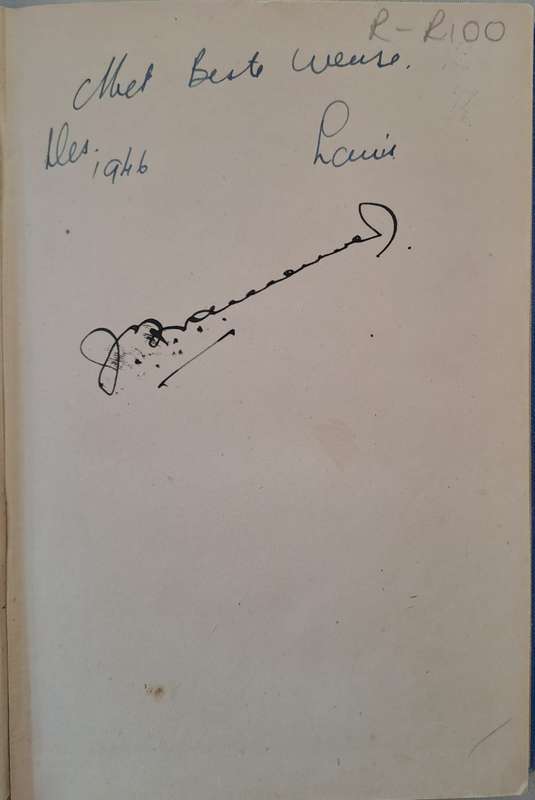 R-R100
Met Beste wense.
Des. 1946 Louis